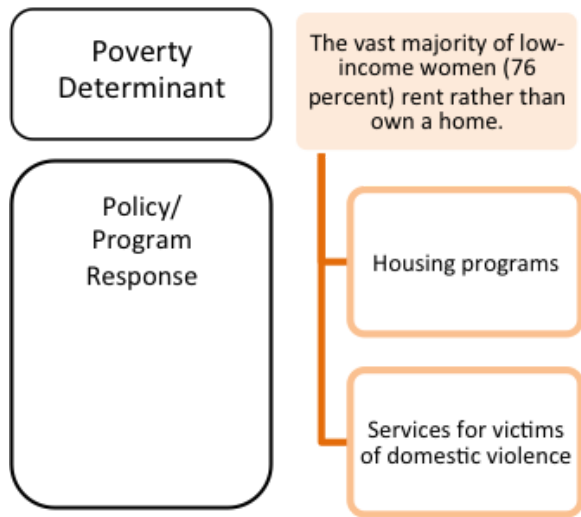 Poverty
Determinant
The vast majority of low-
income women (76
percent) rent rather than
own a home.
Policy/
Program
Response
Housing programs
Services for victims
of domestic violence